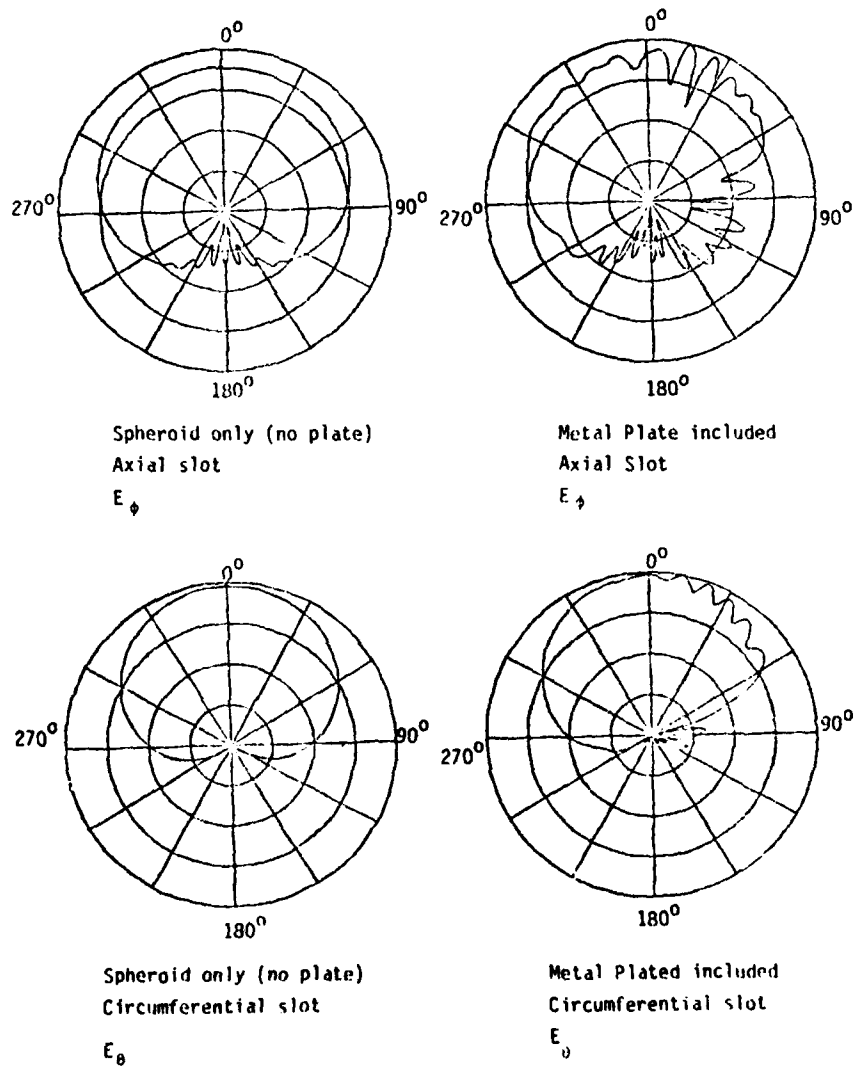 0°
0°
270°
90°
270°
90°
180°
180°
Spheroid only (no plate)
Axial slot
E ϕ
Metal Plate included
Axial Slot
E ϕ
0°
0°
270°
90°
270°
90°
180°
180°
Spheroid only (no plate)
Circumferential slot
E θ
Metal Plated included
Circumferential slot
E θ